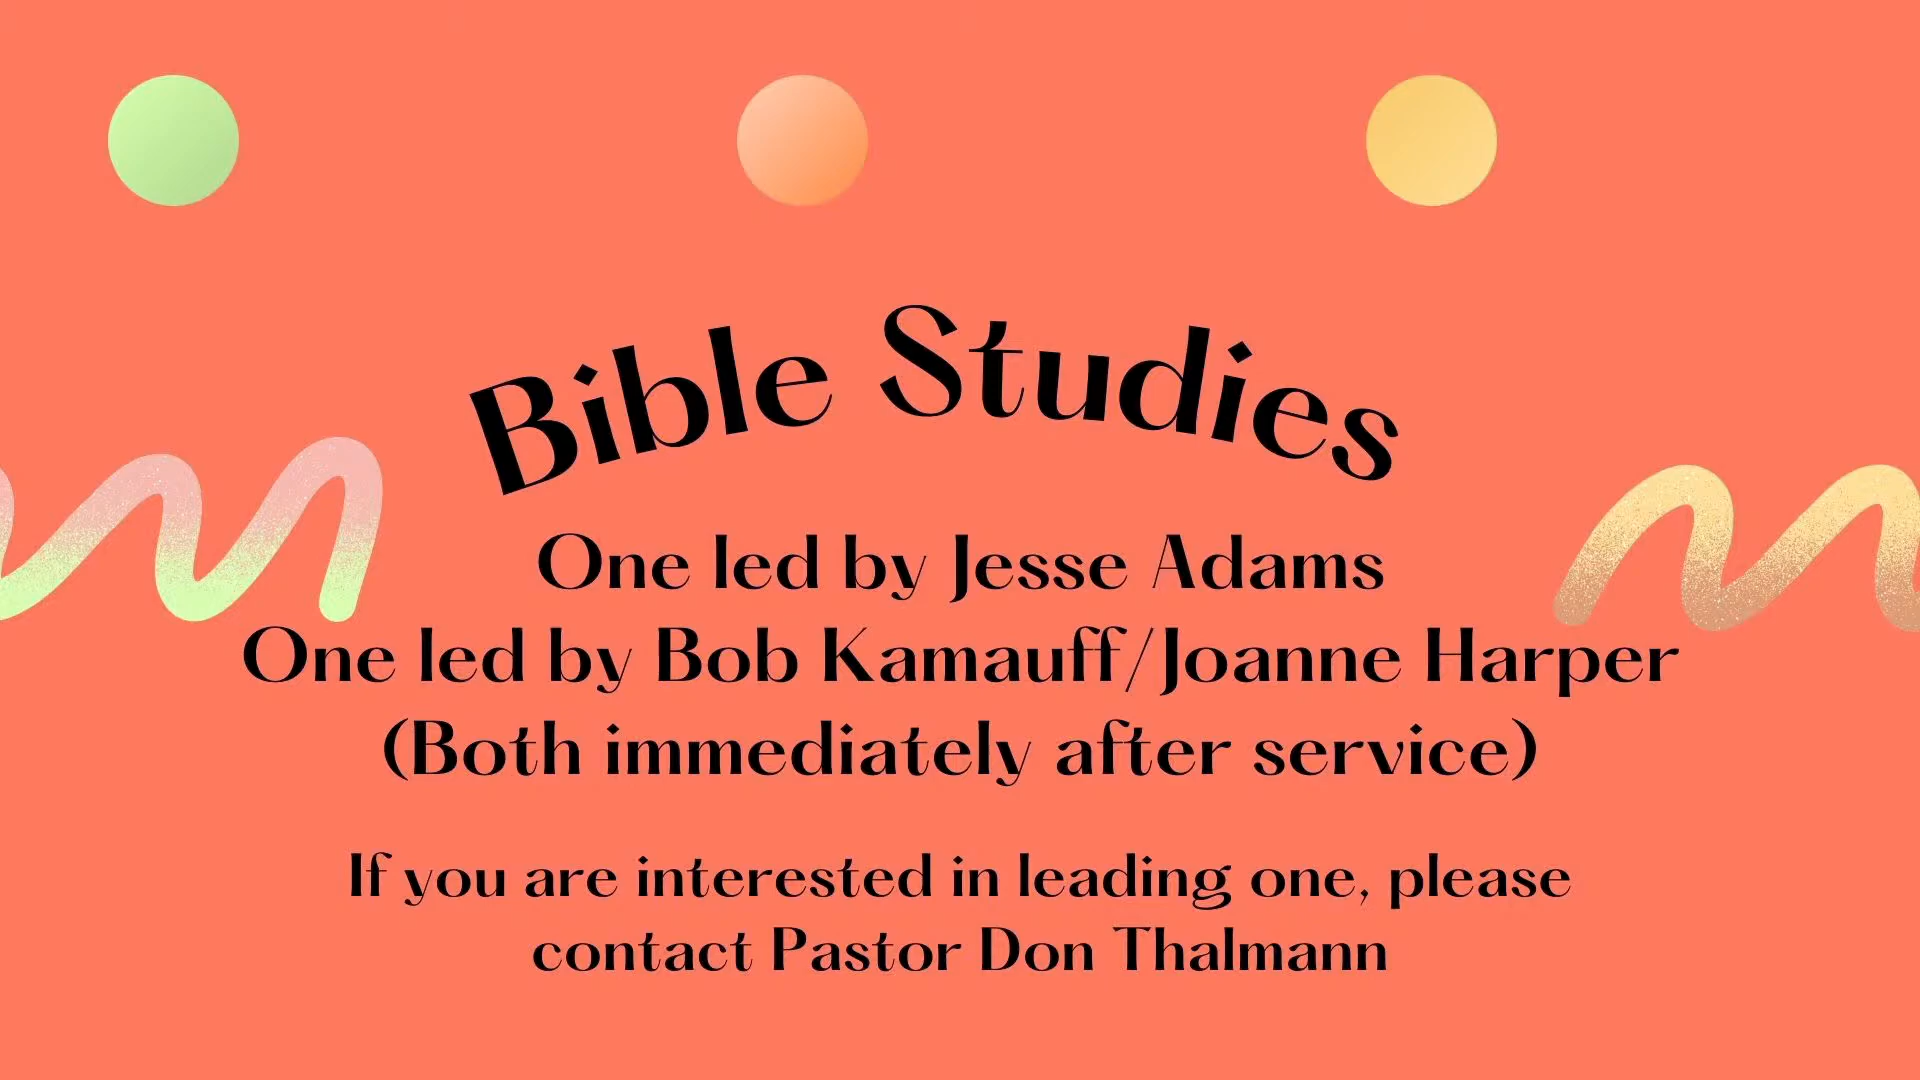 Bible Studies
One led by Jesse Adams
One led by Bob Kamauff/Joanne Harper
(Both immediately after service)
If you are interested in leading one, please
contact Pastor Don Thalmann